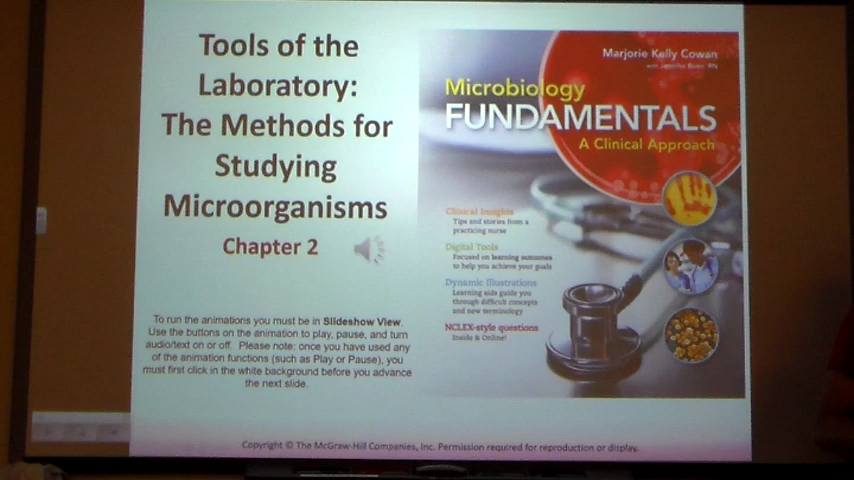 Tools of the
Laboratory:
The Methods for
Studying
Microorganisms
Chapter 2
To run the animations you must be in Slideshow View.
Use the buttons on the animation to play, pause, and turn
audio/text on or off. Please note: once you have used any
of the animation functions (such as Play or Pause), you
must first click in the white background before you advance
the next slide.
Marjorie Kelly Cowan
Microbiology
FUNDAMENTALS
A Clinical Approach
Clinical Insights
Tips and stories from a
practicing nurse
Digital Tools
Focused on learning outcomes
to help you achieve your goals
Dynamic Illustrations
Learning aids guide you
through difficult concepts
and new terminology
NCLEX-style questions
Inside & Online!
Copyright © The McGraw-Hill Companies, Inc. Permission required for reproduction or display.